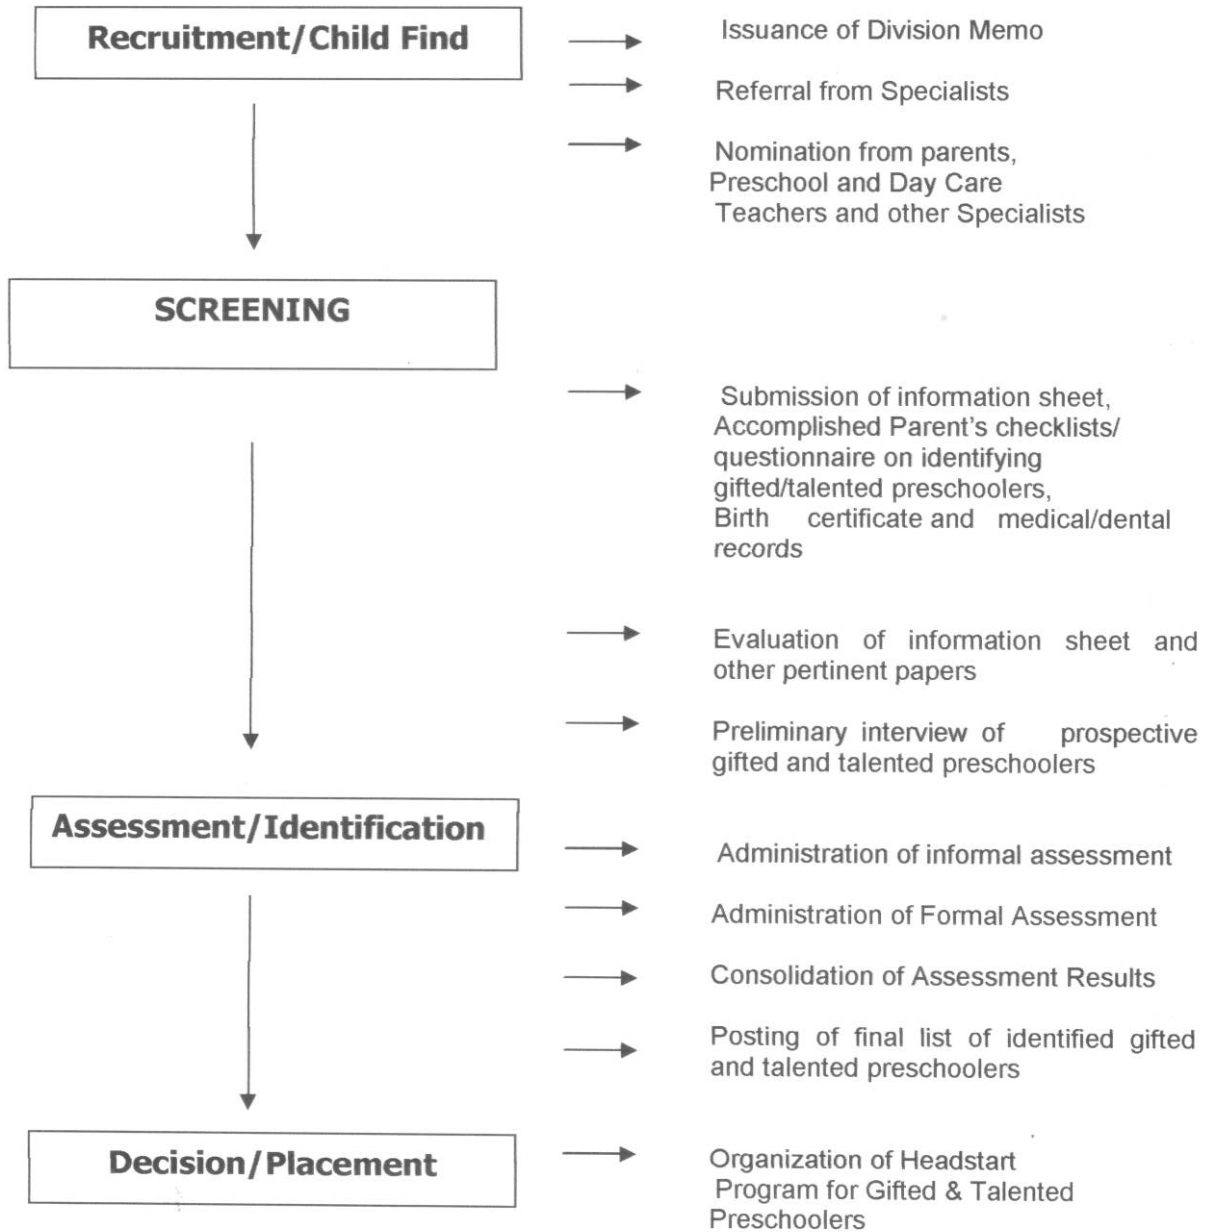 Recruitment/Child Find
Issuance of Division Memo
Referral from Specialists
Nomination from parents,
Preschool and Day Care
Teachers and other Specialists
SCREENING
Submission of information sheet,
Accomplished Parent's checklists/
questionnaire on identifying
gifted/talented preschoolers,
Birth certificate and medical/dental
records
Evaluation of information sheet and
other pertinent papers
Preliminary interview of prospective
gifted and talented preschoolers
Assessment/Identification
Administration of informal assessment
Administration of Formal Assessment
Consolidation of Assessment Results
Posting of final list of identified gifted
and talented preschoolers
Decision/Placement
Organization of Headstart
Program for Gifted & Talented
Preschoolers